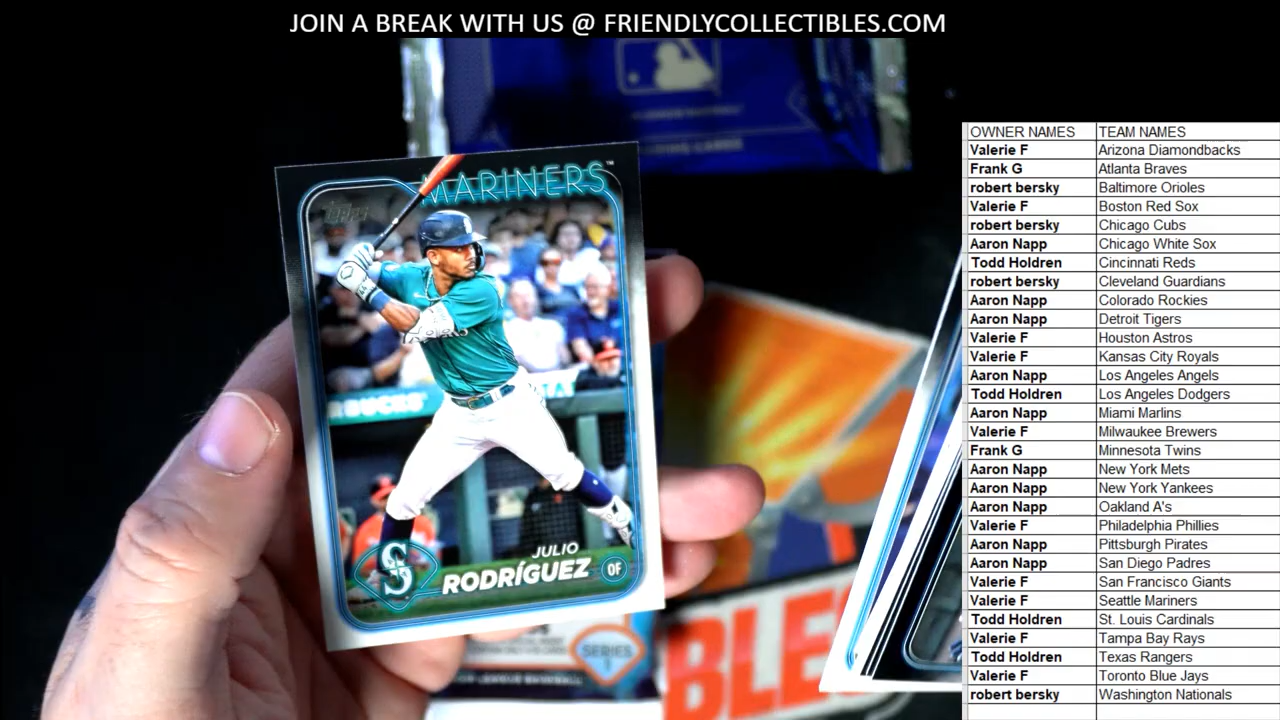 JOIN A BREAK WITH US @ FRIENDLYCOLLECTIBLES.COM
MARINERS™
Topps
JULIO
RODRÍGUEZ OF
S
SERIES
1
BLES
OWNER NAMES TEAM NAMES
Valerie F Arizona Diamondbacks
Frank G Atlanta Braves
robert bersky Baltimore Orioles
Valerie F Boston Red Sox
robert bersky Chicago Cubs
Aaron Napp Chicago White Sox
Todd Holdren Cincinnati Reds
robert bersky Cleveland Guardians
Aaron Napp Colorado Rockies
Aaron Napp Detroit Tigers
Valerie F Houston Astros
Valerie F Kansas City Royals
Aaron Napp Los Angeles Angels
Todd Holdren Los Angeles Dodgers
Aaron Napp Miami Marlins
Valerie F Milwaukee Brewers
Frank G Minnesota Twins
Aaron Napp New York Mets
Aaron Napp New York Yankees
Aaron Napp Oakland A's
Valerie F Philadelphia Phillies
Aaron Napp Pittsburgh Pirates
Aaron Napp San Diego Padres
Valerie F San Francisco Giants
Valerie F Seattle Mariners
Todd Holdren St. Louis Cardinals
Valerie F Tampa Bay Rays
Todd Holdren Texas Rangers
Valerie F Toronto Blue Jays
robert bersky Washington Nationals